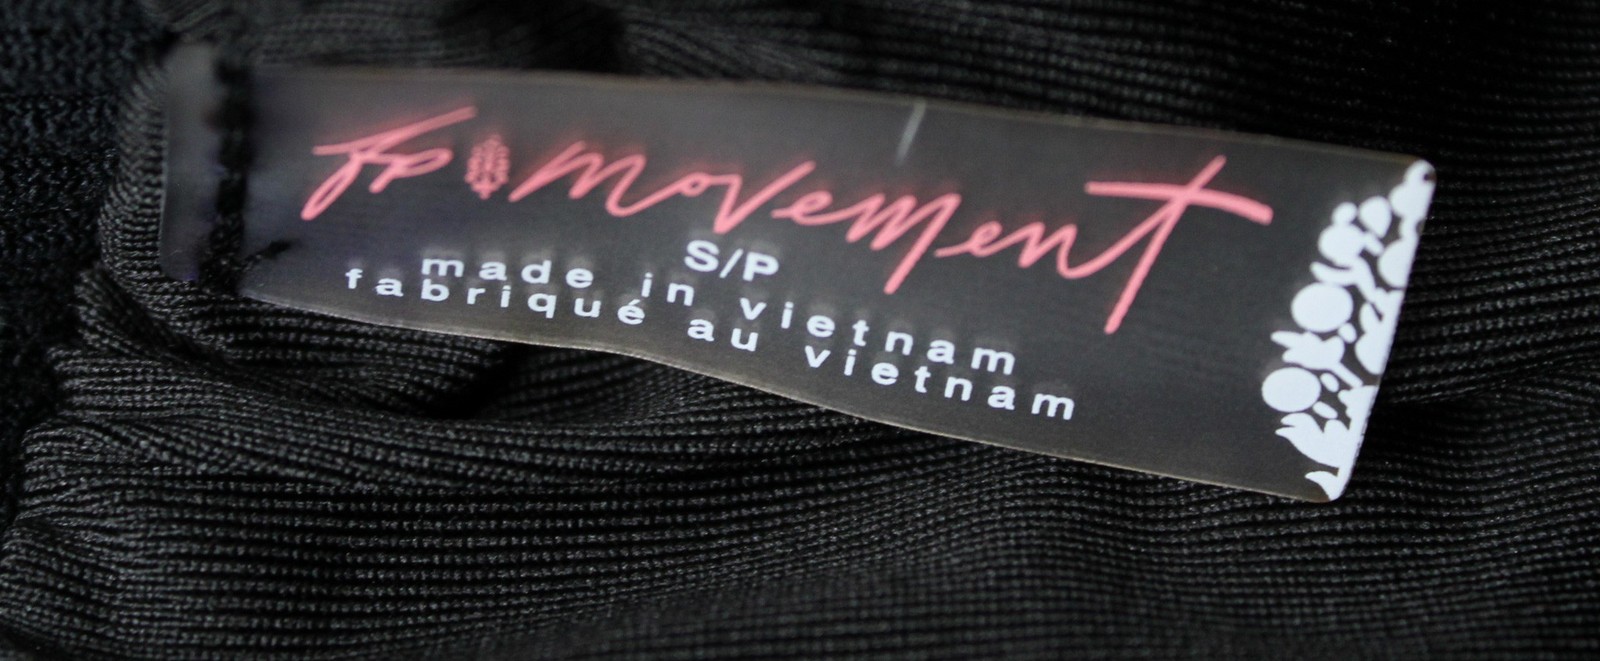 fp movement
S/P
made in vietnam
fabriqué au vietnam